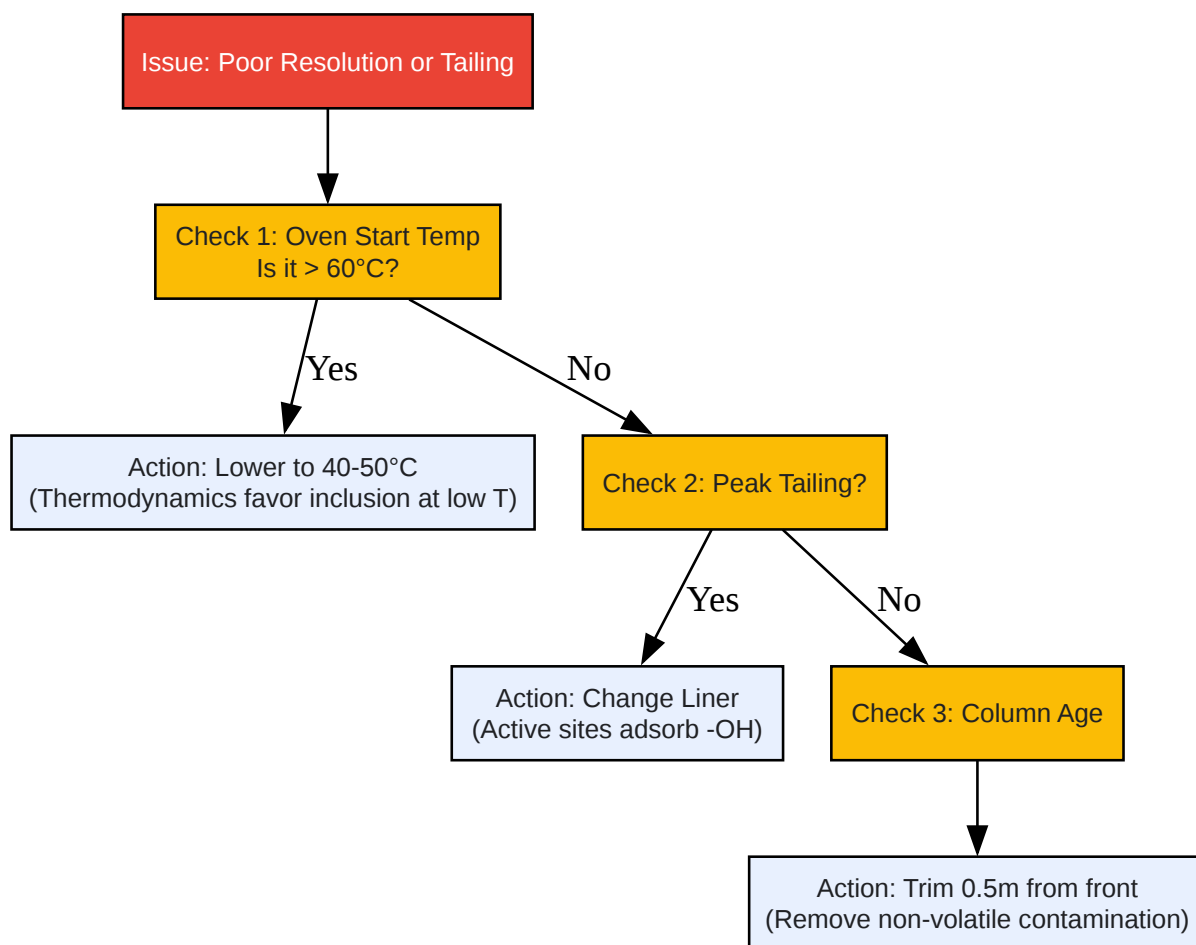 Issue: Poor Resolution or Tailing
Check 1: Oven Start Temp
Is it > 60°C?
Yes
No
Action: Lower to 40-50°C
(Thermodynamics favor inclusion at low T)
Check 2: Peak Tailing?
Yes
No
Action: Change Liner
(Active sites adsorb -OH)
Check 3: Column Age
Action: Trim 0.5m from front
(Remove non-volatile contamination)